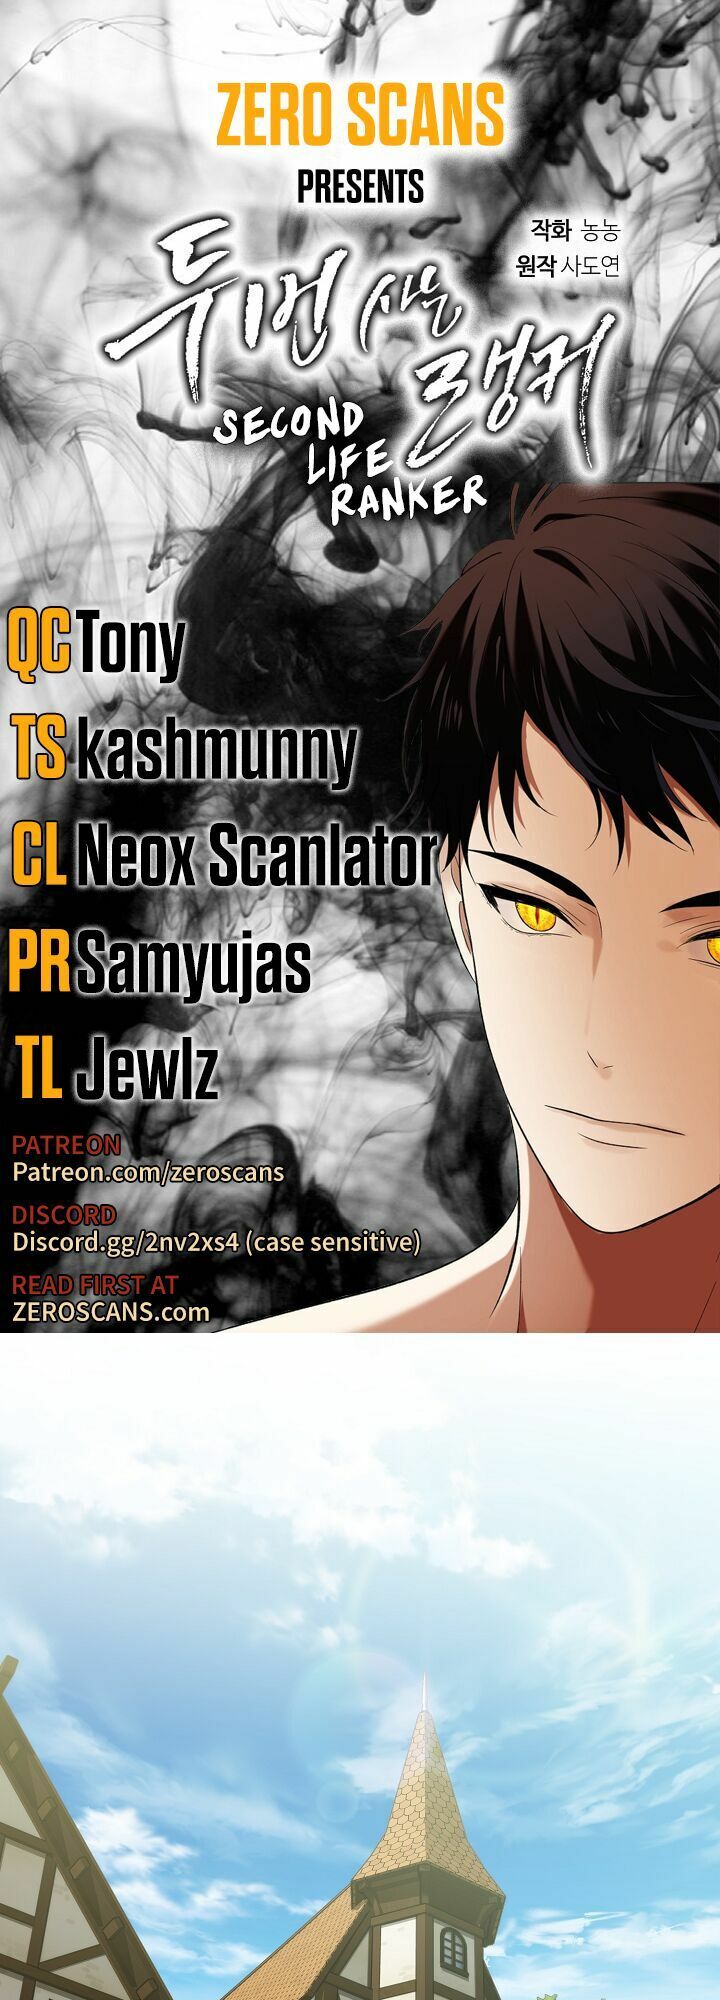 ZERO SCANS
PRESENTS
작화 농농
원작 사도연
두 번 사는
랭커
SECOND
LIFE
RANKER
QC Tony
TS kashmunny
CL Neox Scanlator
PR Samyujas
TL Jewlz
PATREON
Patreon.com/zeroscans
DISCORD
Discord.gg/2nv2xs4 (case sensitive)
READ FIRST AT
ZEROSCANS.com